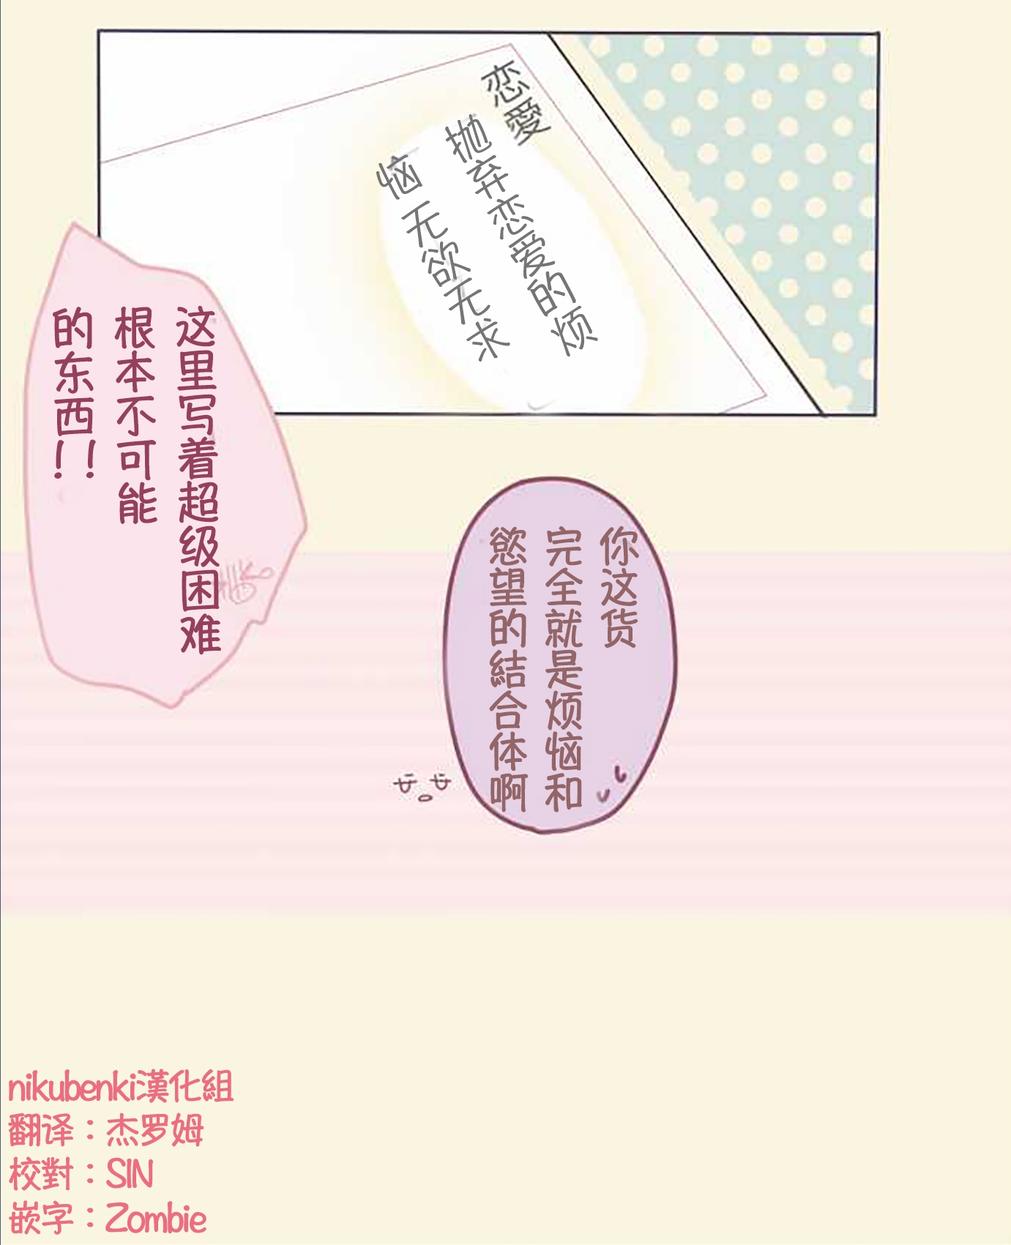 恋愛
抛弃恋爱的烦
恼 无欲无求
这里写着超级困难
根本不可能
的东西!!
你这货
完全就是烦恼和
慾望的結合体啊
nikubenki漢化組
翻译：杰罗姆
校對：SIN
嵌字：Zombie